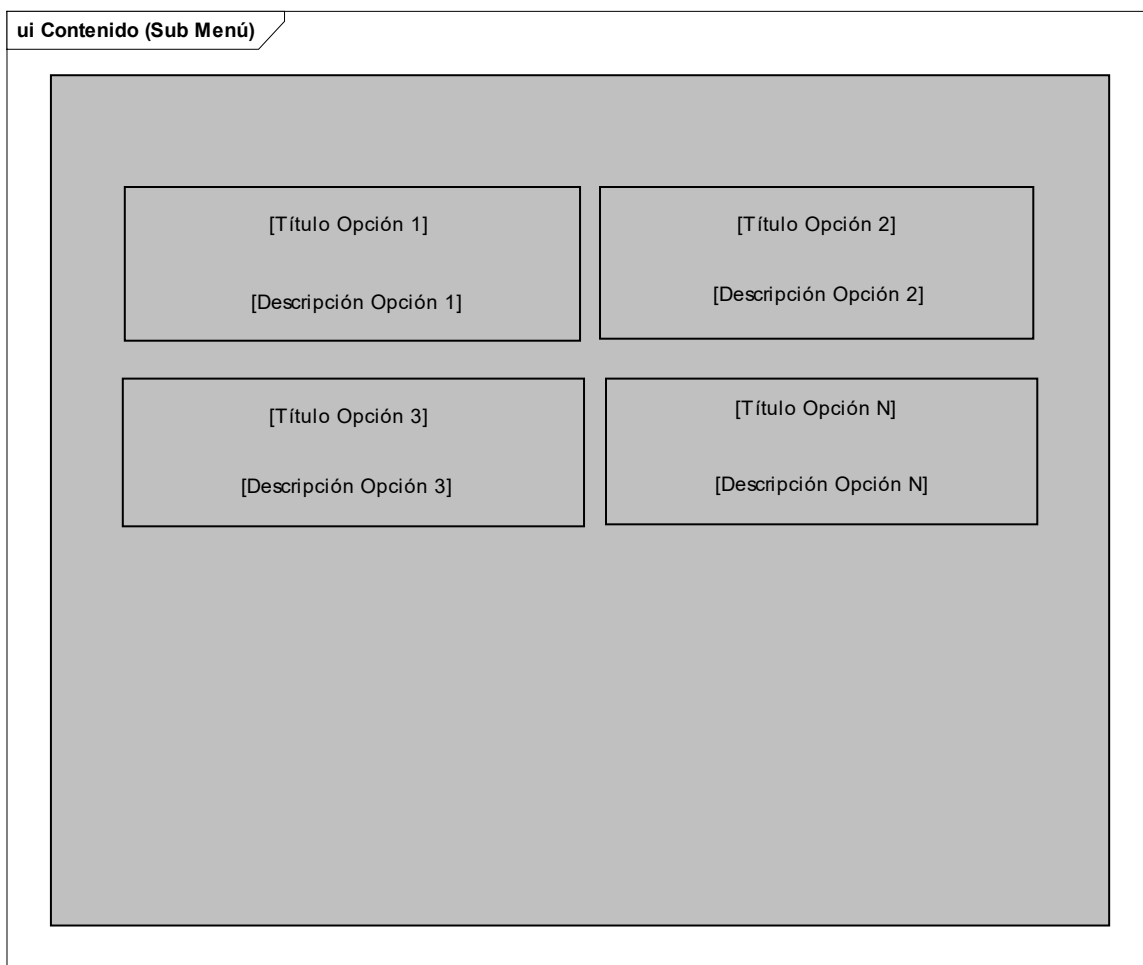 ui Contenido (Sub Menú)
[Título Opción 1]
[Descripción Opción 1]
[Título Opción 2]
[Descripción Opción 2]
[Título Opción 3]
[Descripción Opción 3]
[Título Opción N]
[Descripción Opción N]